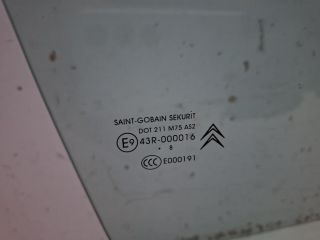 SAINT-GOBAIN SEKURIT
DOT 211 M75 AS2
E9 43R-000016
• 8
CCC E000191